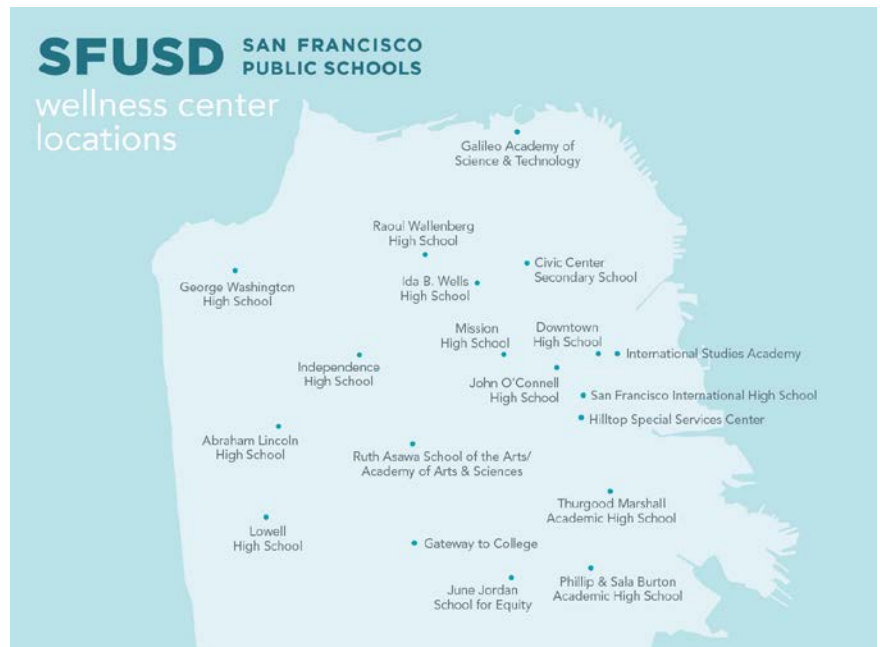 SFUSD
SAN FRANCISCO
PUBLIC SCHOOLS
wellness center
locations
Galileo Academy of
Science & Technology
Raoul Wallenberg
High School
Civic Center
Secondary School
George Washington
High School
Ida B. Wells
High School
Mission
High School
Downtown
High School
International Studies Academy
Independence
High School
John O'Connell
High School
San Francisco International High School
Hilltop Special Services Center
Abraham Lincoln
High School
Ruth Asawa School of the Arts/
Academy of Arts & Sciences
Thurgood Marshall
Academic High School
Lowell
High School
Gateway to College
June Jordan
School for Equity
Phillip & Sala Burton
Academic High School